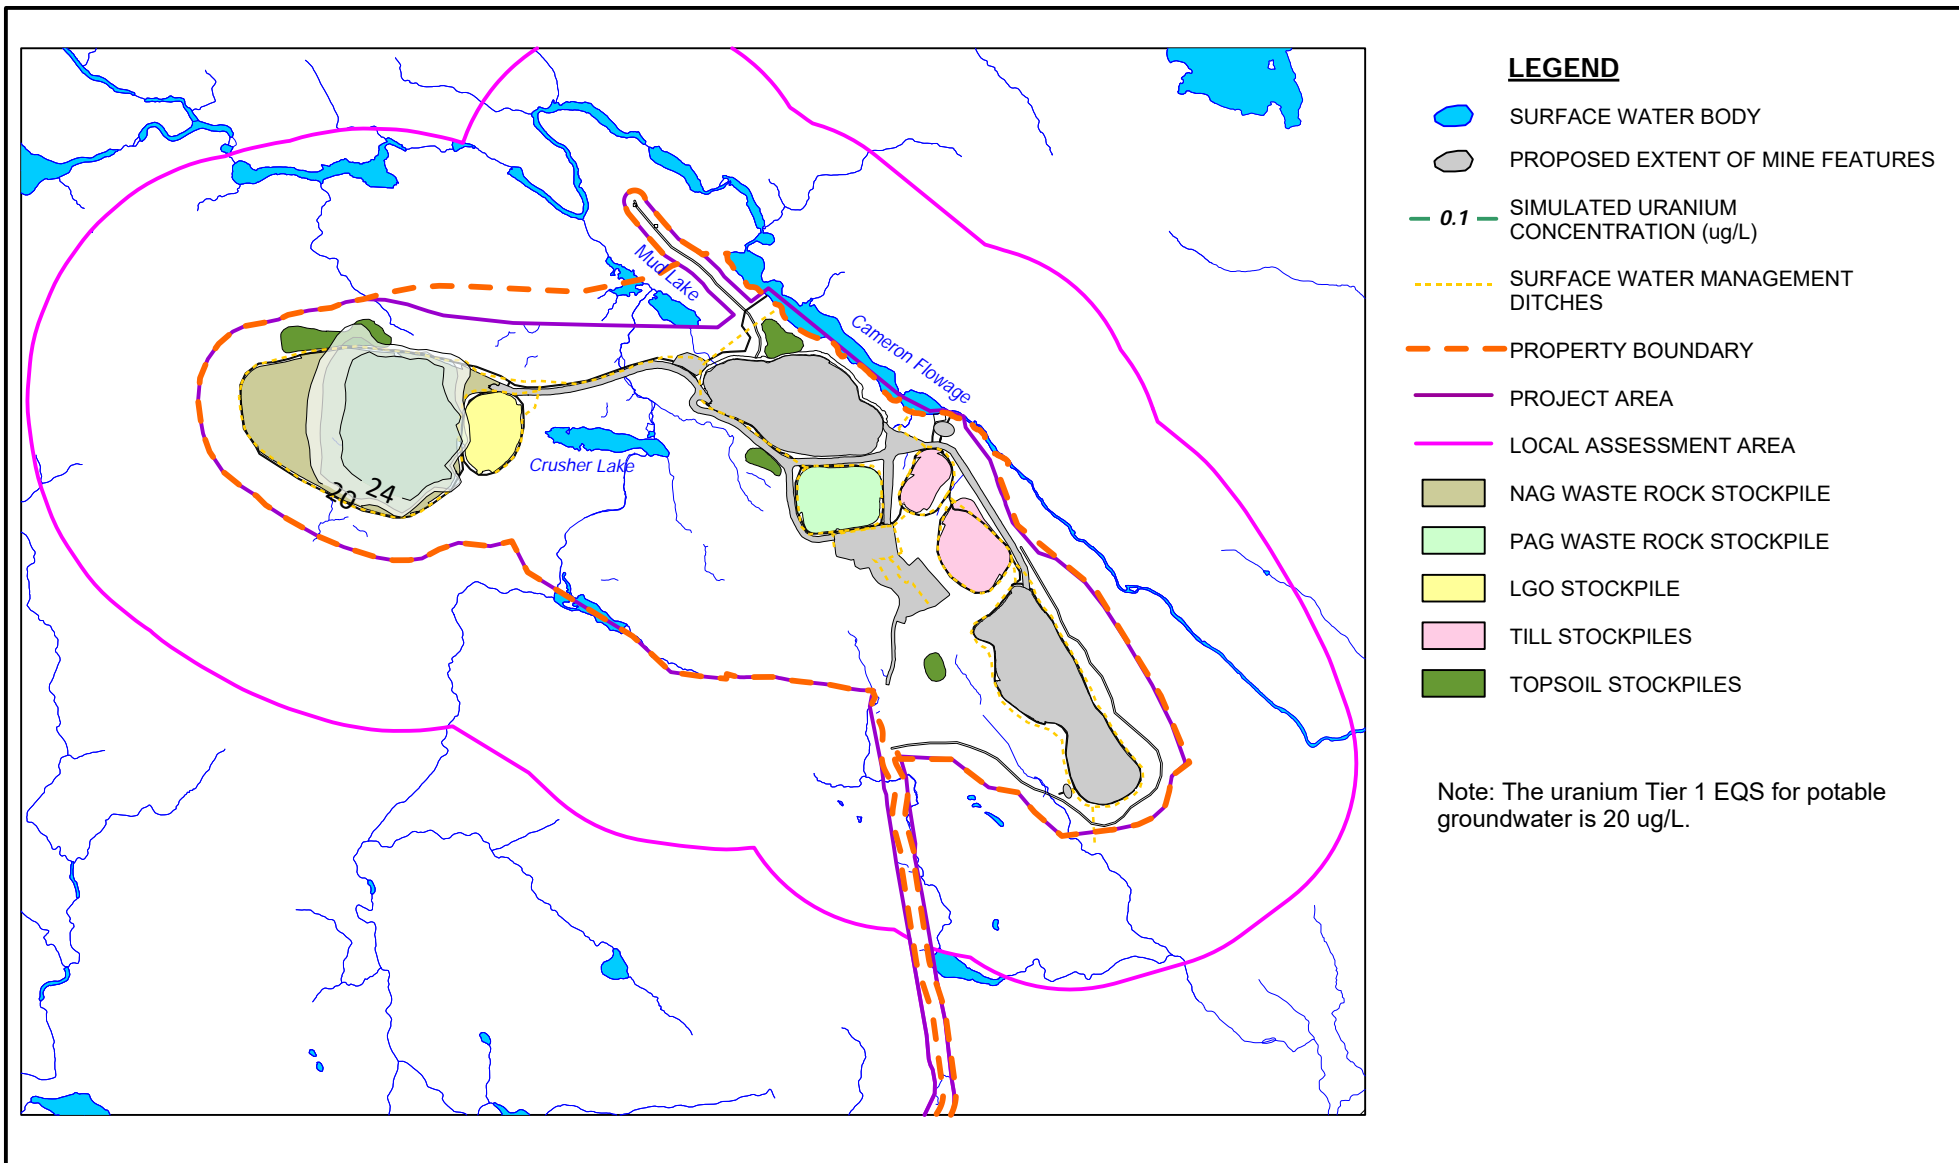 LEGEND
SURFACE WATER BODY
PROPOSED EXTENT OF MINE FEATURES
0.1
SIMULATED URANIUM
CONCENTRATION (ug/L)
SURFACE WATER MANAGEMENT
DITCHES
PROPERTY BOUNDARY
PROJECT AREA
LOCAL ASSESSMENT AREA
NAG WASTE ROCK STOCKPILE
PAG WASTE ROCK STOCKPILE
LGO STOCKPILE
TILL STOCKPILES
TOPSOIL STOCKPILES
Note: The uranium Tier 1 EQS for potable
groundwater is 20 ug/L.
Mud Lake
Cameron Flowage
Crusher Lake
20
24